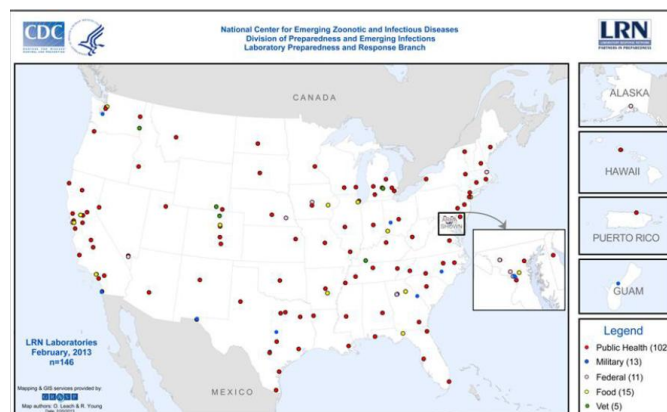 CDC
National Center for Emerging Zoonotic and Infectious Diseases
Division of Preparedness and Emerging Infections
Laboratory Preparedness and Response Branch
LRN
CANADA
MEXICO
ALASKA
HAWAII
PUERTO RICO
GUAM
LRN Laboratories
February, 2013
n=146
Mapping & GIS services provided by:
GRASP
Map authors: O. Leach & R. Young
Legend
Public Health (102
Military (13)
Federal (11)
Food (15)
Vet (5)